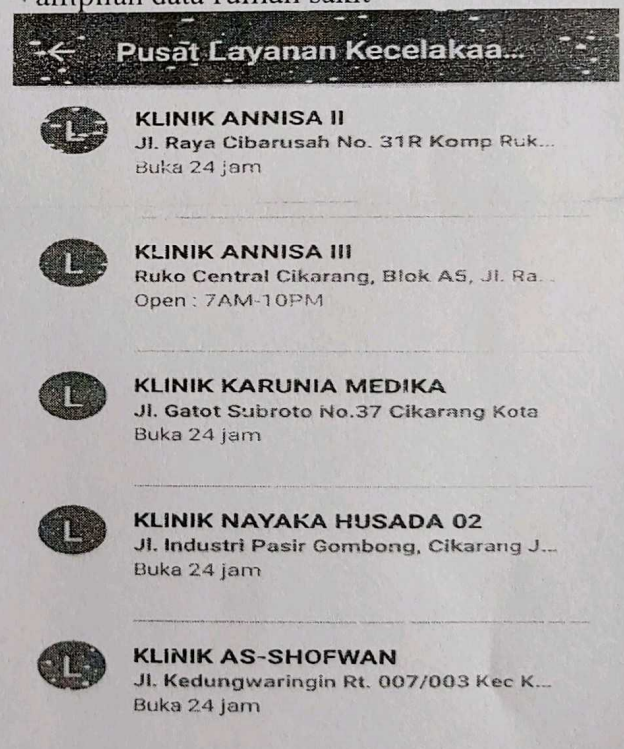 data rumah sakit
← Pusat Layanan Kecelakaa...
L
KLINIK ANNISA II
Jl. Raya Cibarusah No. 31R Komp Ruk...
Buka 24 jam
L
KLINIK ANNISA III
Ruko Central Cikarang, Blok A5, Jl. Ra...
Open : 7AM-10PM
L
KLINIK KARUNIA MEDIKA
Jl. Gatot Subroto No.37 Cikarang Kota
Buka 24 jam
L
KLINIK NAYAKA HUSADA 02
Jl. Industri Pasir Gombong, Cikarang J...
Buka 24 jam
L
KLINIK AS-SHOFWAN
Jl. Kedungwaringin Rt. 007/003 Kec K...
Buka 24 jam